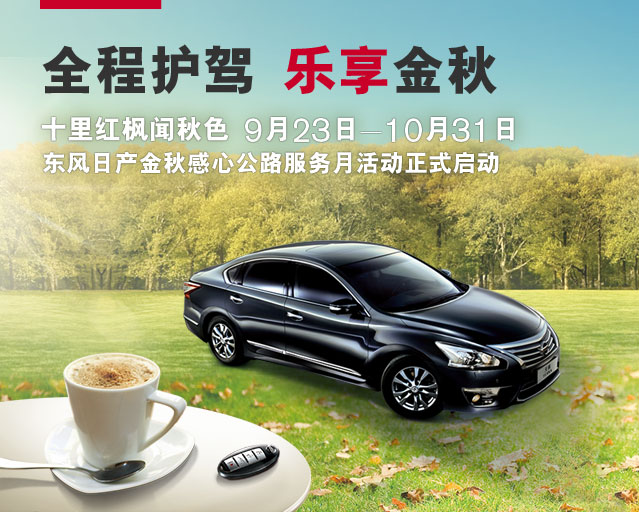 全程护驾 乐享金秋
十里红枫闻秋色 9月23日—10月31日
东风日产金秋感心公路服务月活动正式启动